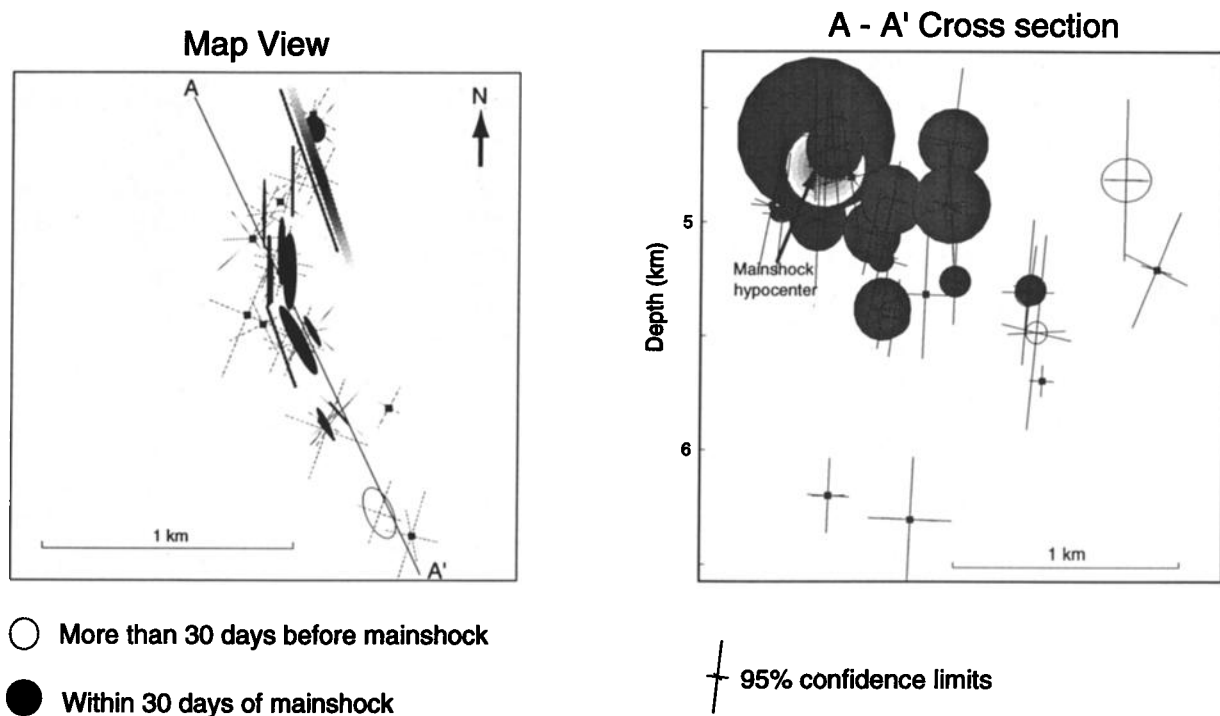 Map View
A
N
1 km
A'
More than 30 days before mainshock
Within 30 days of mainshock
A - A' Cross section
Depth (km)
5
6
Mainshock
hypocenter
1 km
95% confidence limits